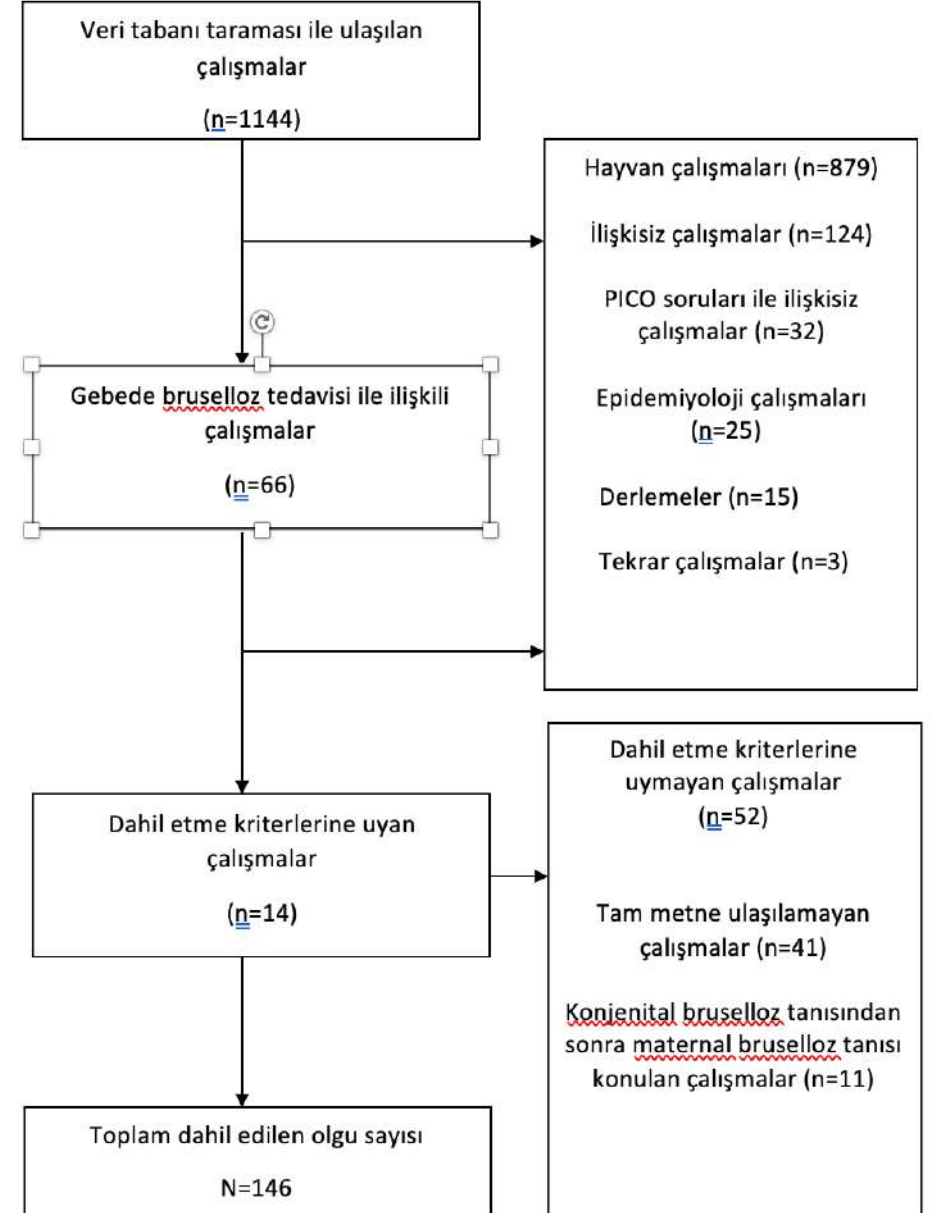 Veri tabanı taraması ile ulaşılan
çalışmalar
(n=1144)
Hayvan çalışmaları (n=879)
İlişkisiz çalışmalar (n=124)
PICO soruları ile ilişkisiz
çalışmalar (n=32)
Epidemiyoloji çalışmaları
(n=25)
Derlemeler (n=15)
Tekrar çalışmalar (n=3)
Gebede bruselloz tedavisi ile ilişkili
çalışmalar
(n=66)
Dahil etme kriterlerine uyan
çalışmalar
(n=14)
Dahil etme kriterlerine
uymayan çalışmalar
(n=52)
Tam metne ulaşılamayan
çalışmalar (n=41)
Konjenital bruselloz tanısından
sonra maternal bruselloz tanısı
konulan çalışmalar (n=11)
Toplam dahil edilen olgu sayısı
N=146